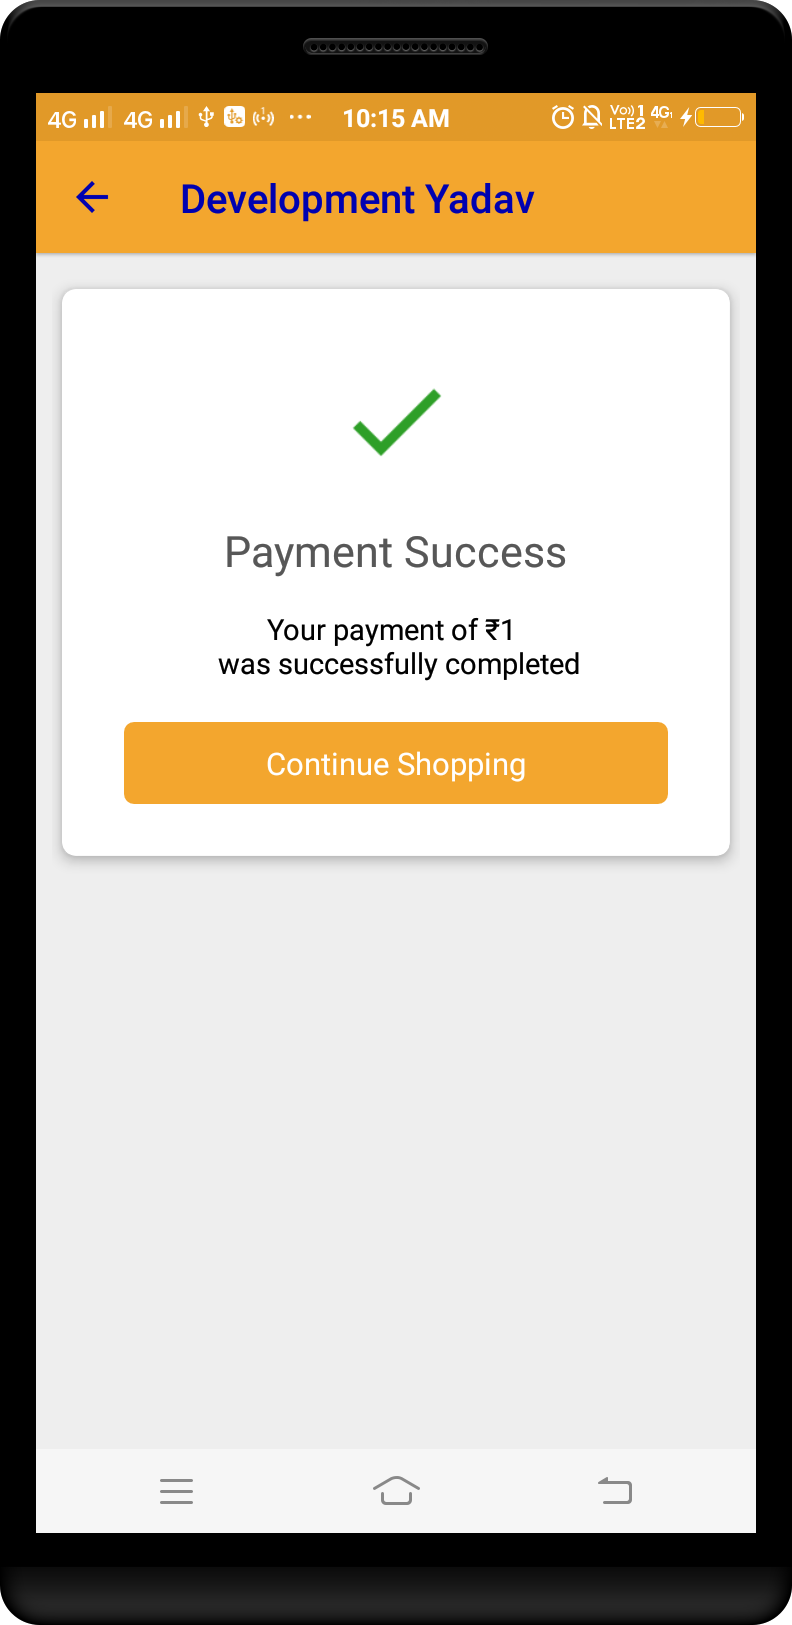 4G 4G 10:15 AM Vo)) 1 LTE2 4G
Development Yadav
Payment Success
Your payment of ₹1
was successfully completed
Continue Shopping